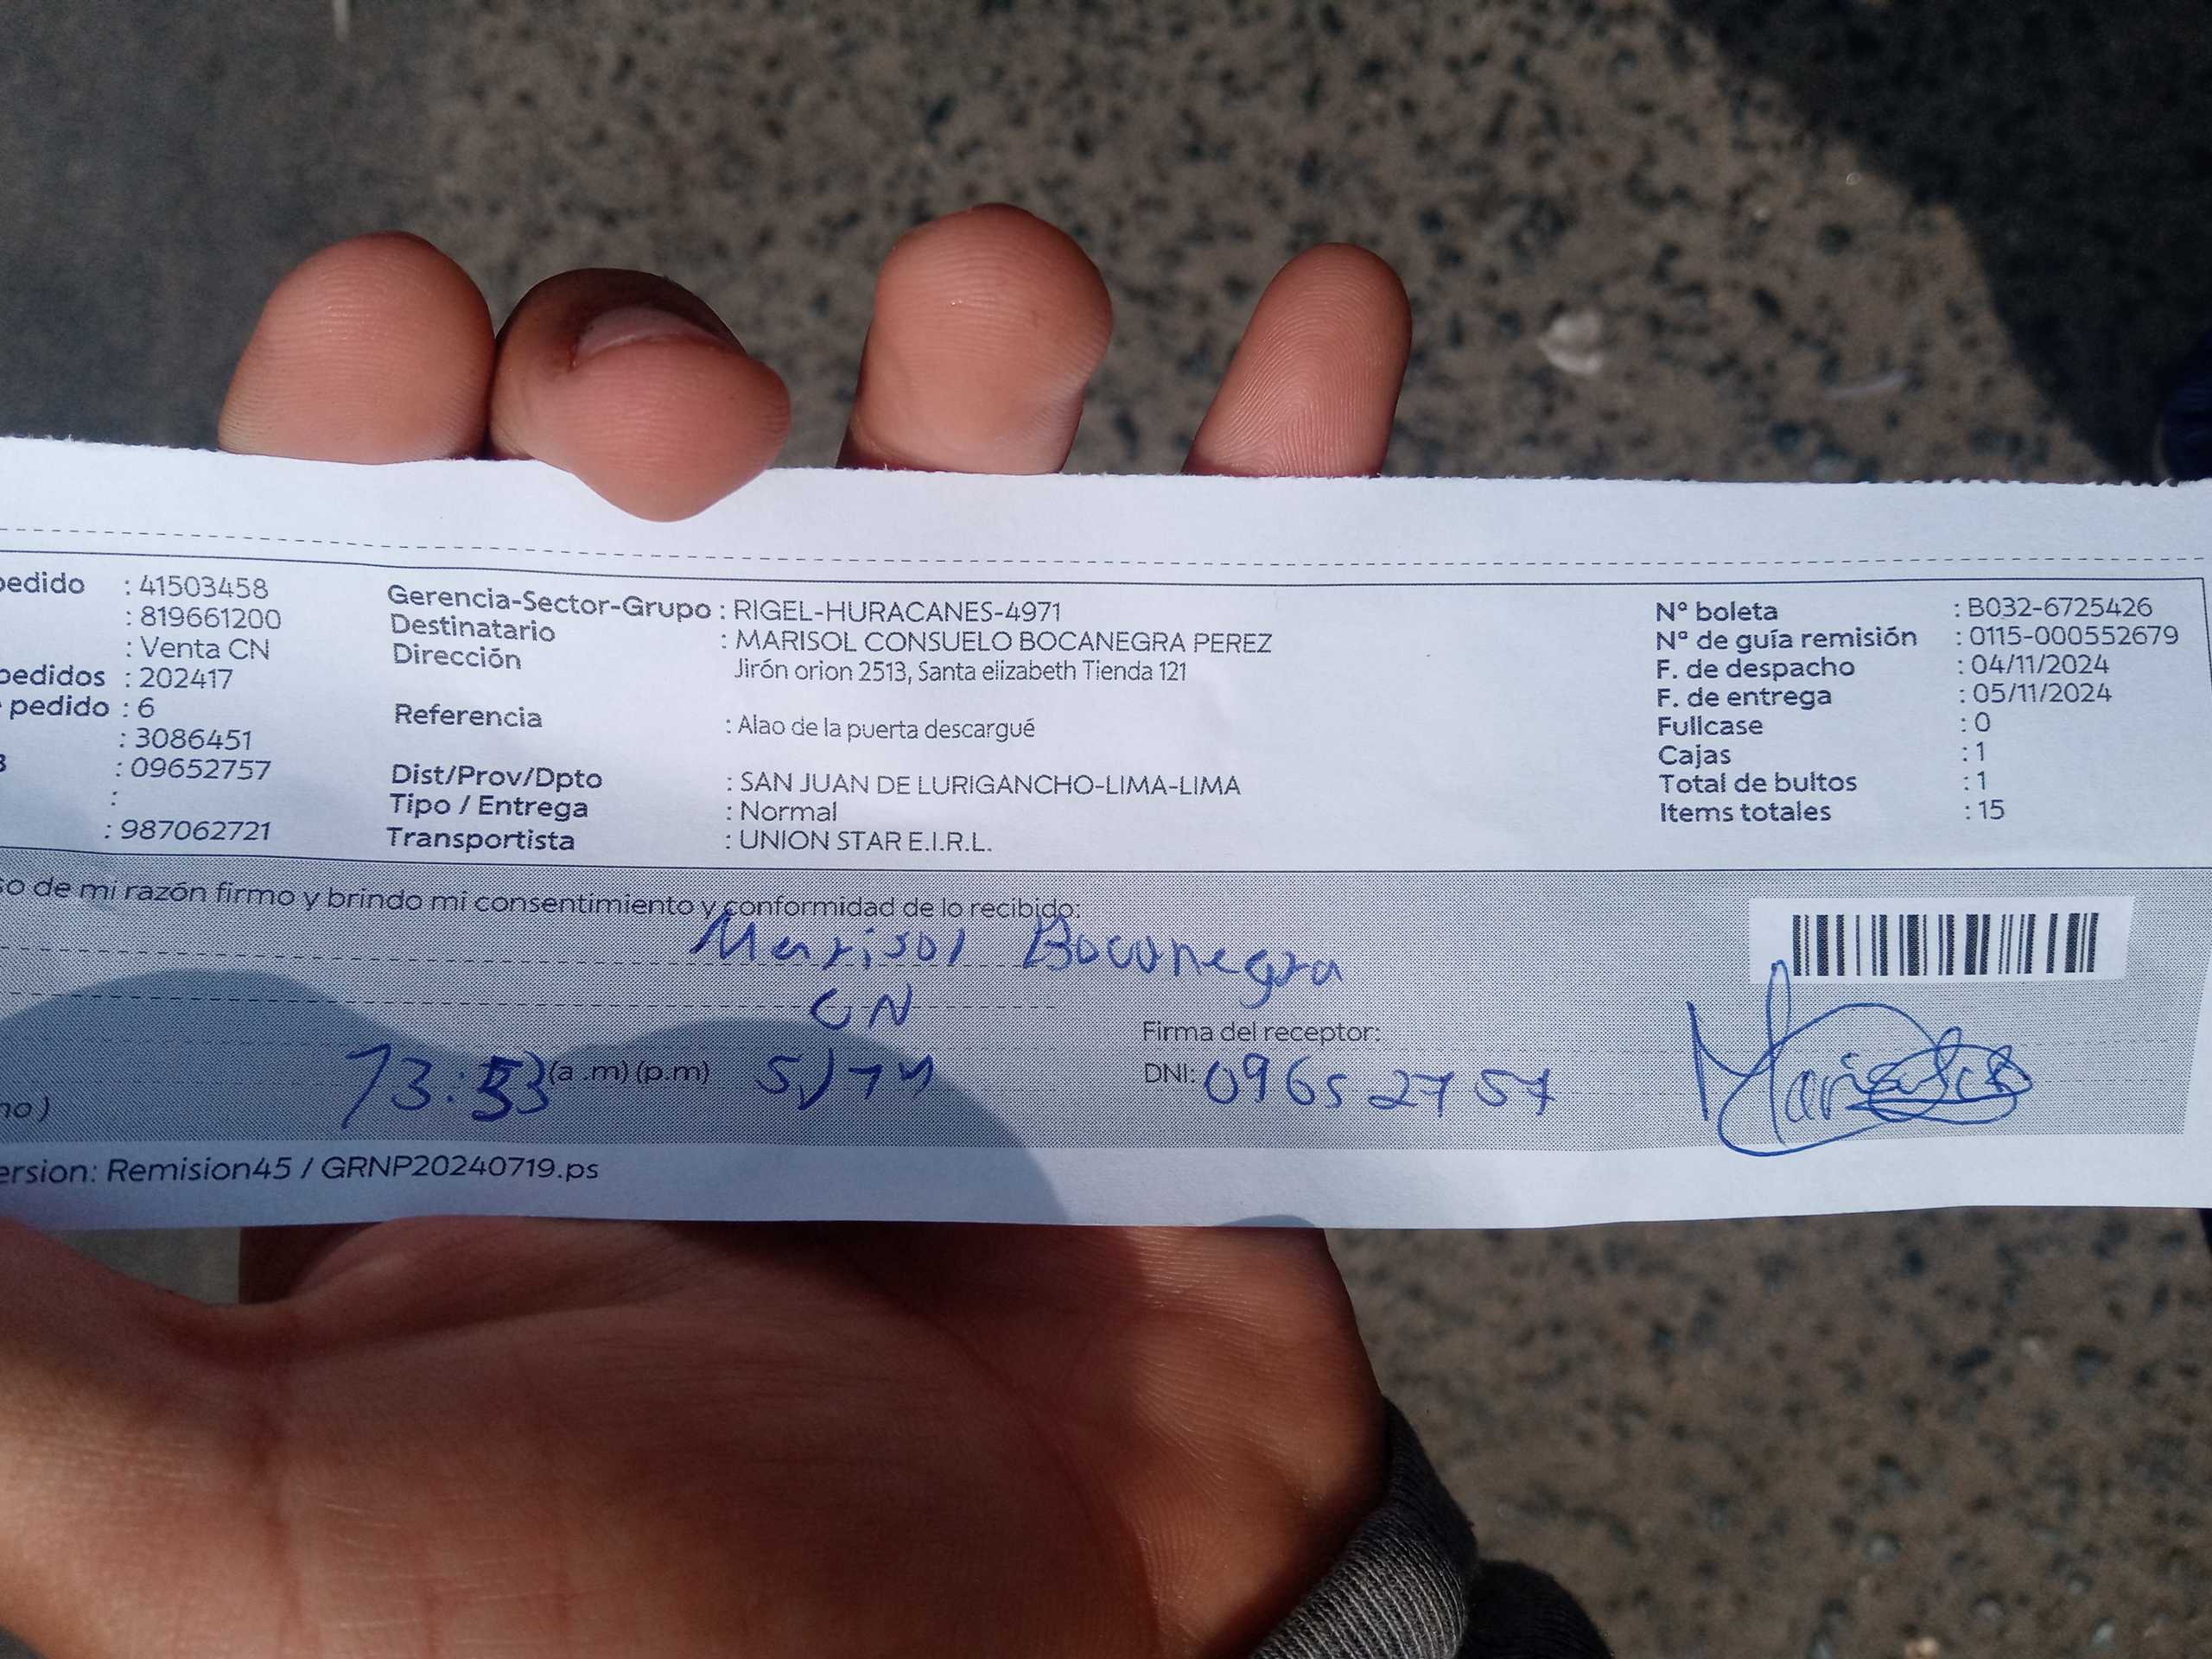 pedido : 41503458
: 819661200
: Venta CN
pedidos : 202417
pedido : 6
: 3086451
: 09652757
:
: 987062721
Gerencia-Sector-Grupo : RIGEL-HURACANES-4971
Destinatario : MARISOL CONSUELO BOCANEGRA PEREZ
Dirección Jirón orion 2513, Santa elizabeth Tienda 121
Referencia : Alao de la puerta descargué
Dist/Prov/Dpto : SAN JUAN DE LURIGANCHO-LIMA-LIMA
Tipo / Entrega : Normal
Transportista : UNION STAR E.I.R.L.
N° boleta : B032-6725426
N° de guía remisión : 0115-000552679
F. de despacho : 04/11/2024
F. de entrega : 05/11/2024
Fullcase : 0
Cajas : 1
Total de bultos : 1
Items totales : 15
so de mi razón firmo y brindo mi consentimiento y conformidad de lo recibido:
Marisol Bocanegra
CN
13:53 (a .m) (p.m) 5/11
no)
Firma del receptor:
DNI: 09652757
ersion: Remision45 / GRNP20240719.ps